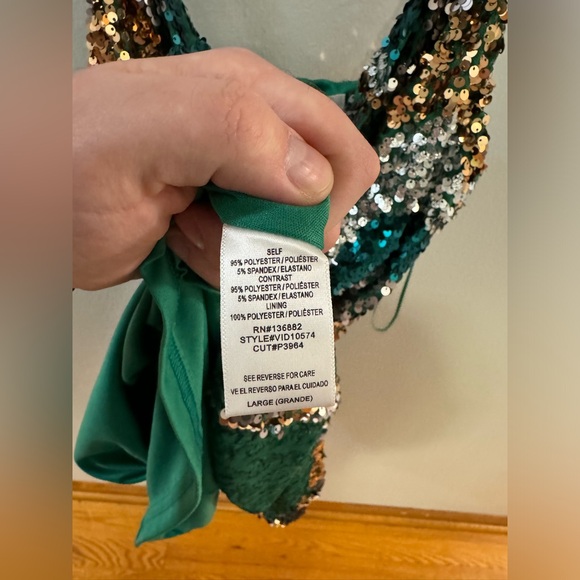 SELF
95% POLYESTER/POLIÉSTER
5% SPANDEX/ELASTANO
CONTRAST
95% POLYESTER/POLIÉSTER
5% SPANDEX/ELASTANO
LINING
100% POLYESTER/POLIÉSTER
RN#136882
STYLE#VID10574
CUT#P3964
SEE REVERSE FOR CARE
VE EL REVERSO PARA EL CUIDADO
LARGE (GRANDE)